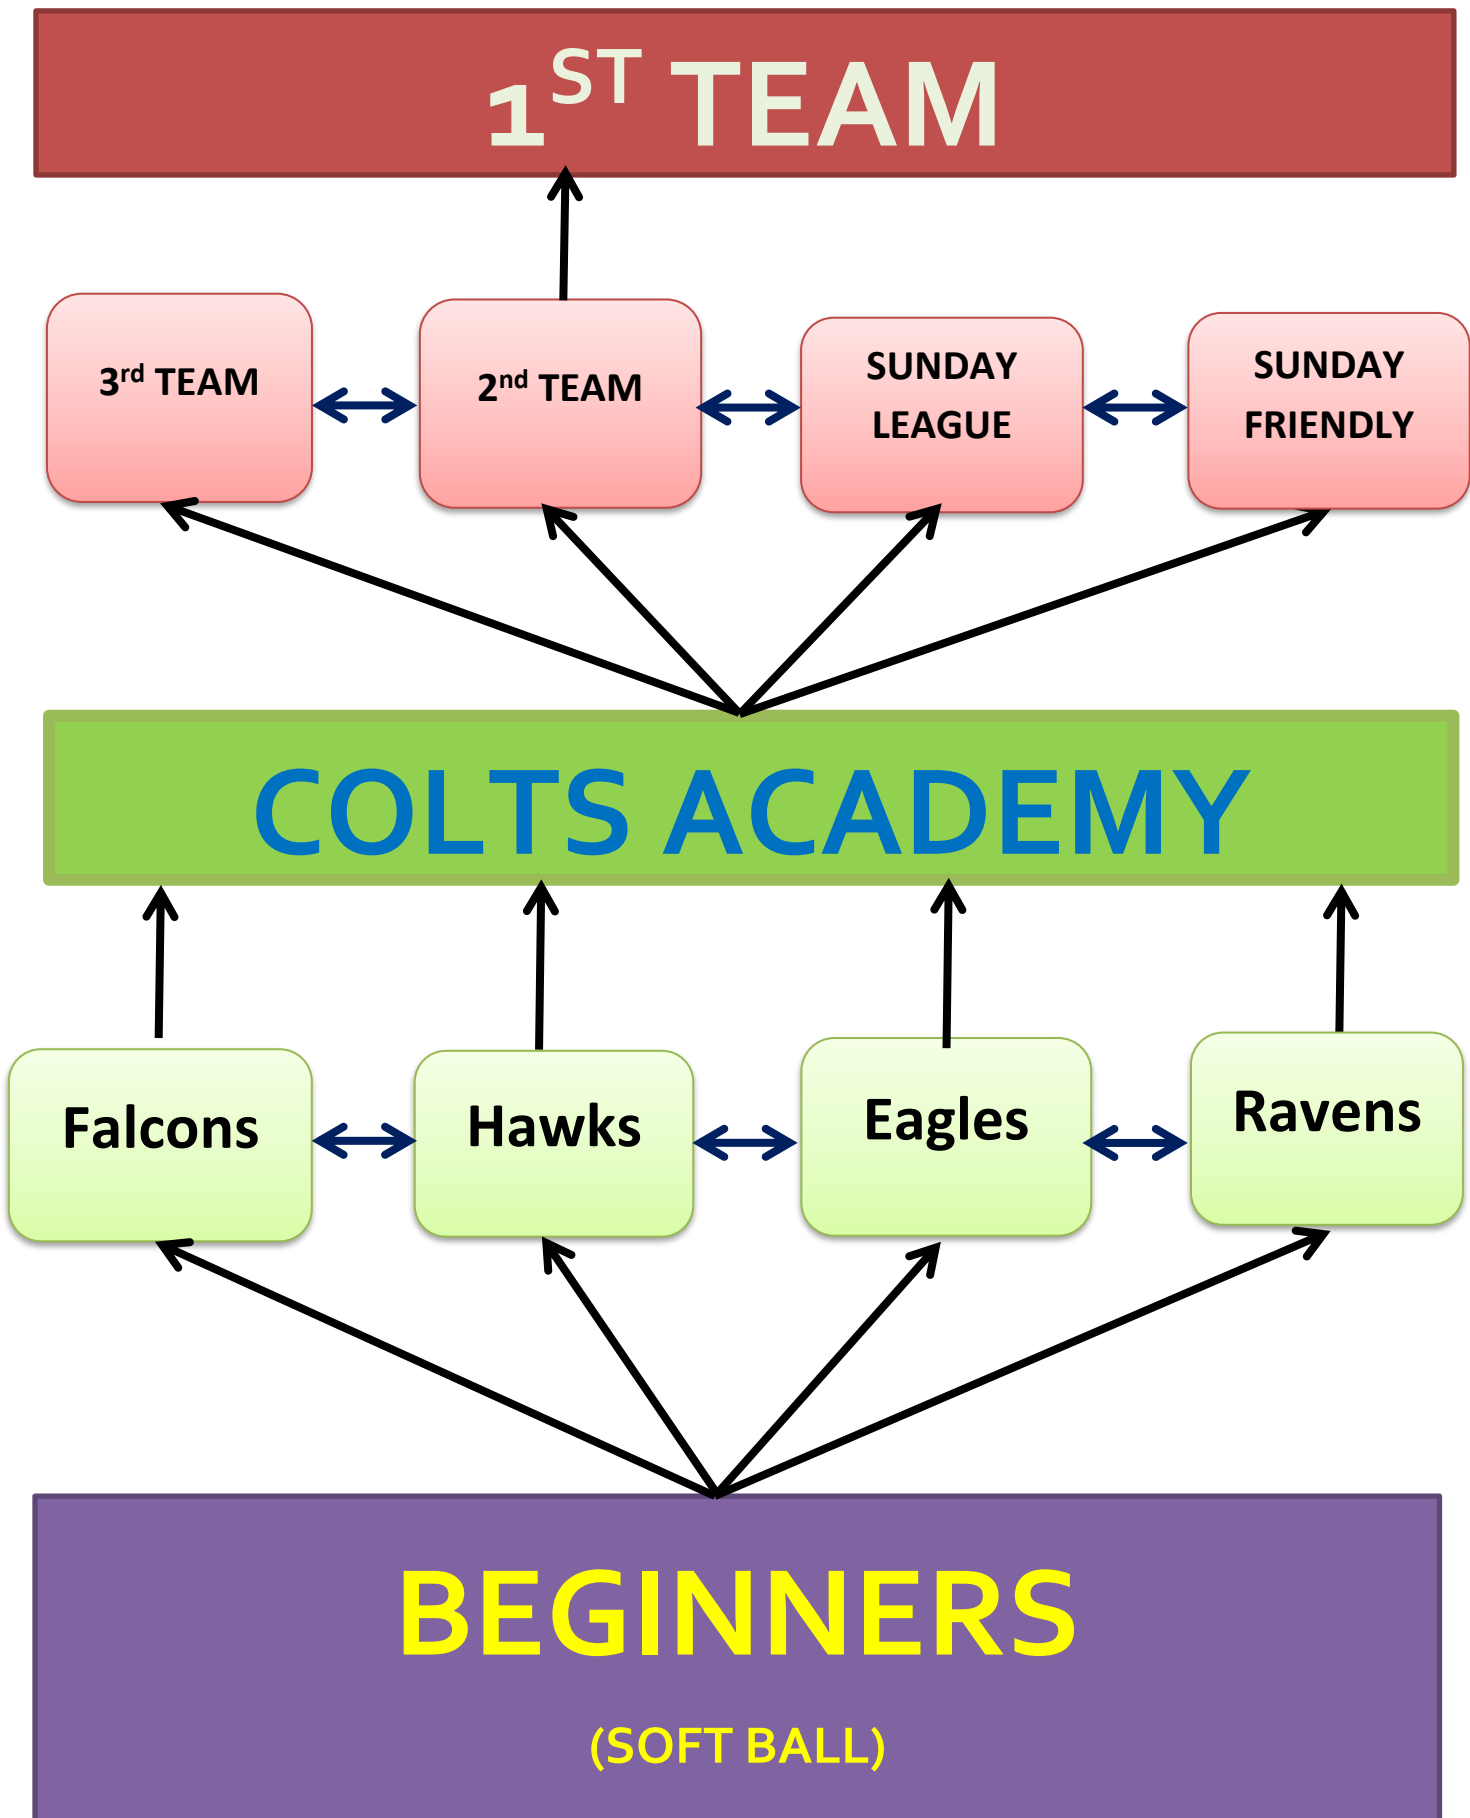 1ST TEAM
3rd TEAM
2nd TEAM
SUNDAY
LEAGUE
SUNDAY
FRIENDLY
COLTS ACADEMY
Falcons
Hawks
Eagles
Ravens
BEGINNERS
(SOFT BALL)